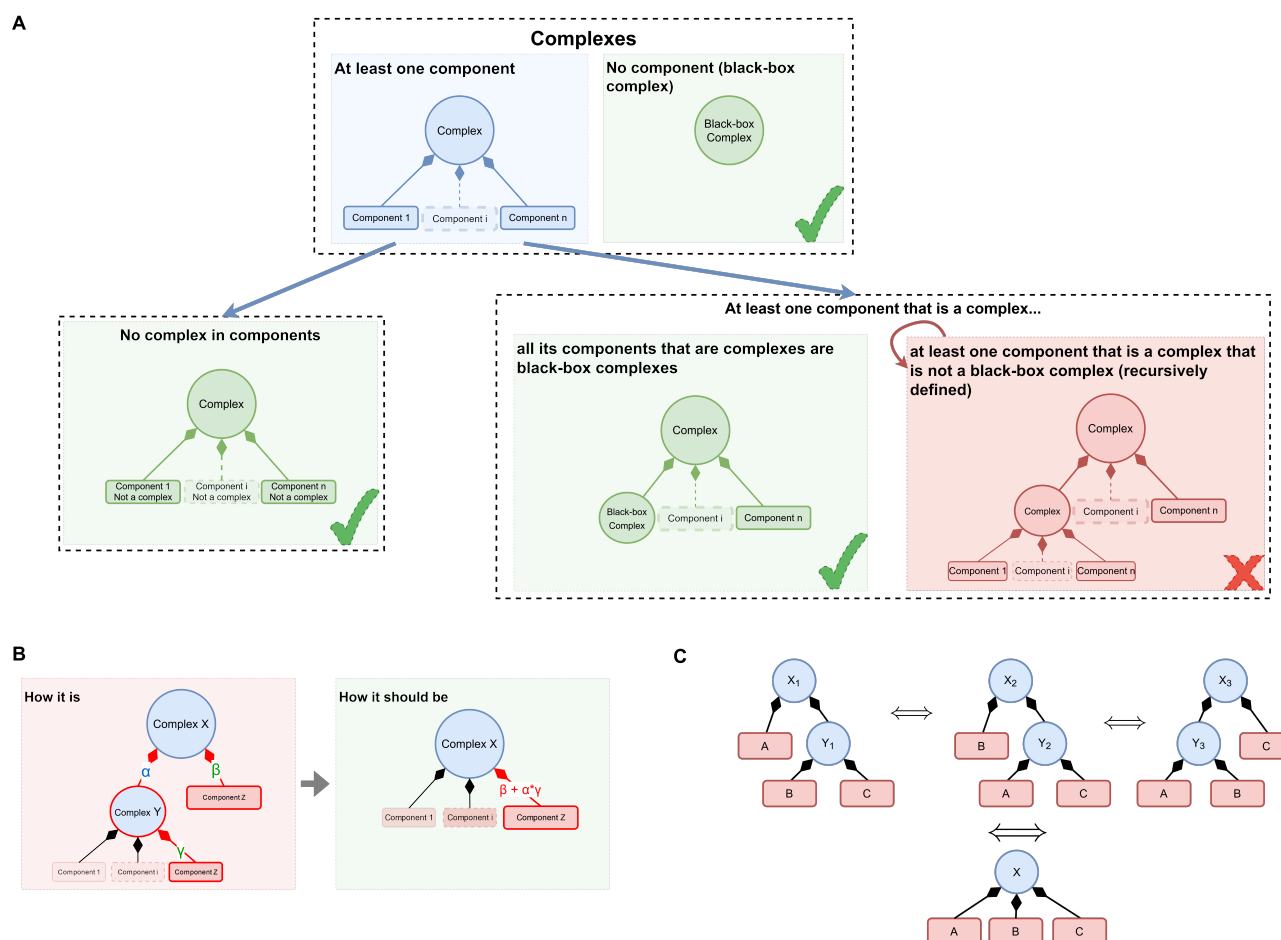 A
Complexes
At least one component
No component (black-box
complex)
Complex
Black-box
Complex
Component 1
Component i
Component n
No complex in components
Complex
Component 1
Not a complex
Component i
Not a complex
Component n
Not a complex
At least one component that is a complex...
all its components that are complexes are
black-box complexes
Complex
Black-box
Complex
Component i
Component n
at least one component that is a complex that
is not a black-box complex (recursively
defined)
Complex
Complex
Component i
Component n
Component 1
Component i
Component n
B
How it is
Complex X
α
β
Component Z
Complex Y
γ
Component 1
Component i
Component Z
How it should be
Complex X
β + α*γ
Component 1
Component i
Component Z
C
X1
A
Y1
B
C
⟺
X2
B
Y2
A
C
⟺
X3
Y3
C
A
B
⟺
X
A
B
C